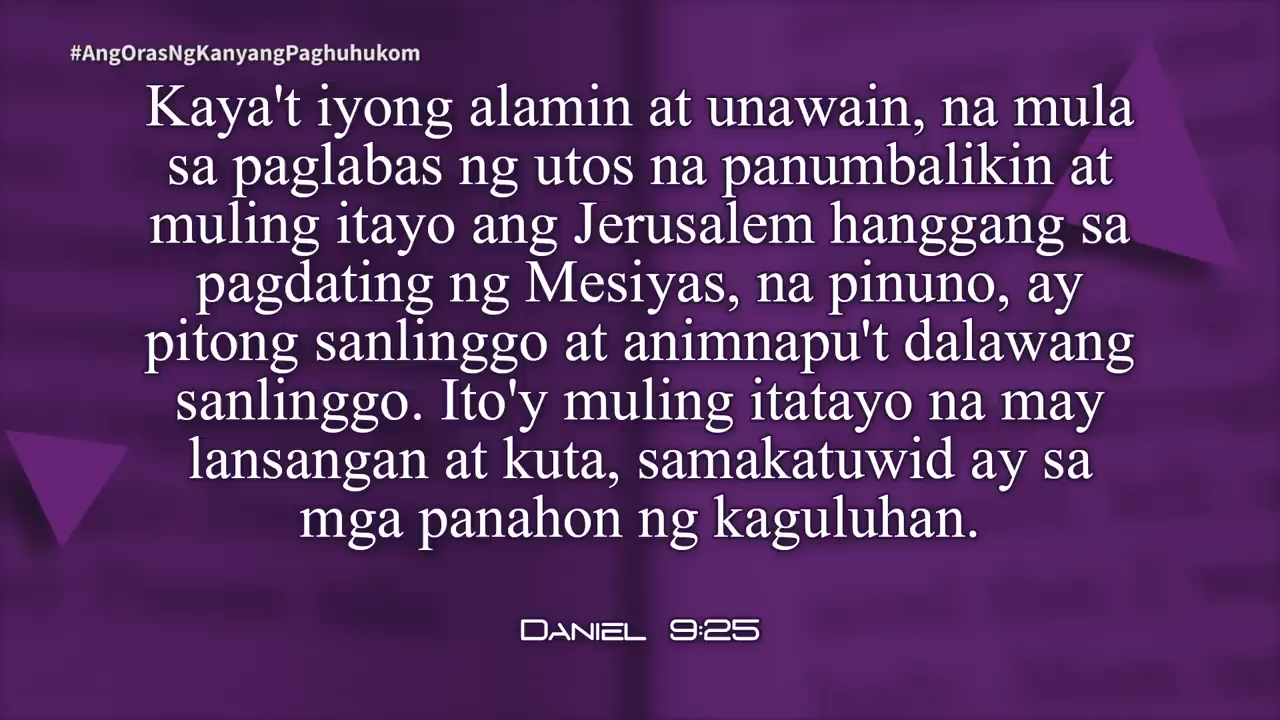 #AngOrasNgKanyangPaghuhukom
Kaya't iyong alamin at unawain, na mula
sa paglabas ng utos na panumbalikin at
muling itayo ang Jerusalem hanggang sa
pagdating ng Mesiyas, na pinuno, ay
pitong sanlinggo at animnapu't dalawang
sanlinggo. Ito'y muling itatayo na may
lansangan at kuta, samakatuwid ay sa
mga panahon ng kaguluhan.
Daniel 9:25